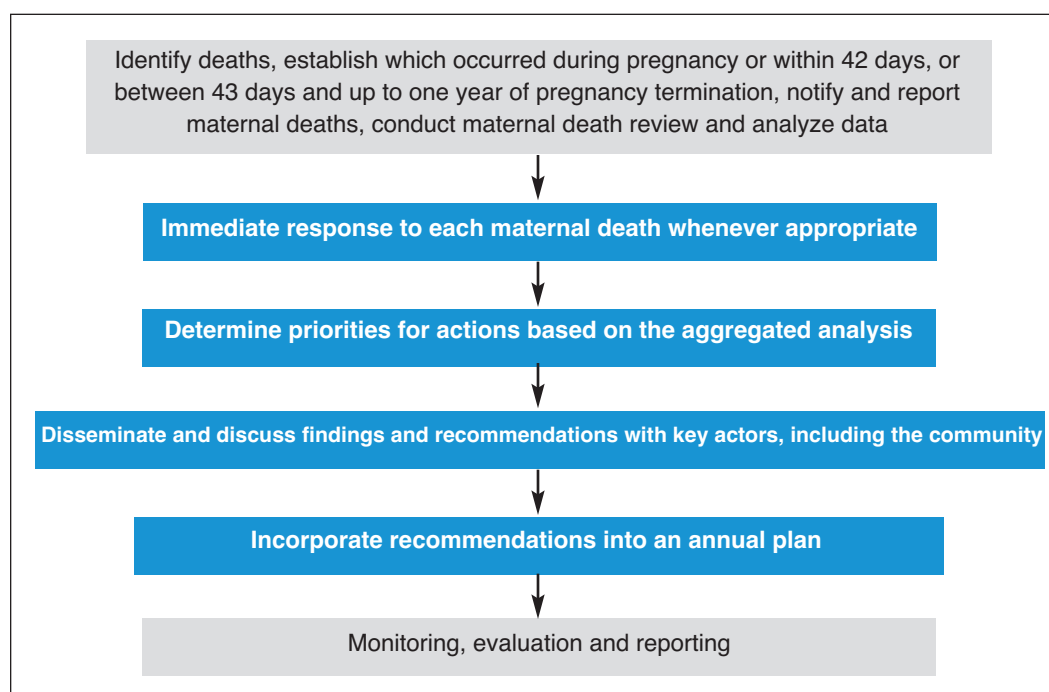 Identify deaths, establish which occurred during pregnancy or within 42 days, or
between 43 days and up to one year of pregnancy termination, notify and report
maternal deaths, conduct maternal death review and analyze data
Immediate response to each maternal death whenever appropriate
Determine priorities for actions based on the aggregated analysis
Disseminate and discuss findings and recommendations with key actors, including the community
Incorporate recommendations into an annual plan
Monitoring, evaluation and reporting